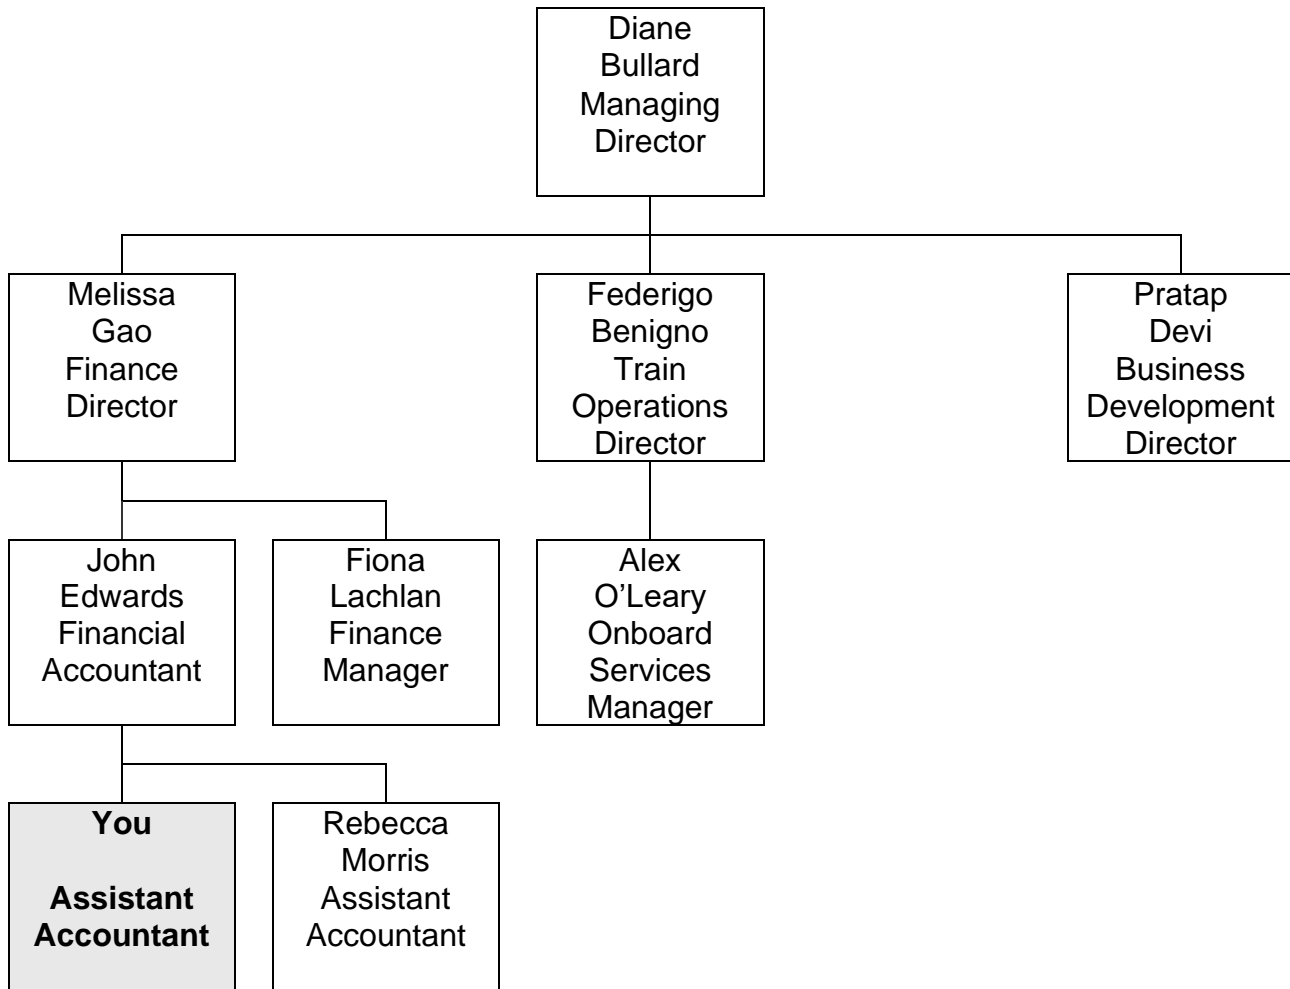 Diane
Bullard
Managing
Director
Melissa
Gao
Finance
Director
Federigo
Benigno
Train
Operations
Director
Pratap
Devi
Business
Development
Director
John
Edwards
Financial
Accountant
Fiona
Lachlan
Finance
Manager
Alex
O’Leary
Onboard
Services
Manager
You
Assistant
Accountant
Rebecca
Morris
Assistant
Accountant